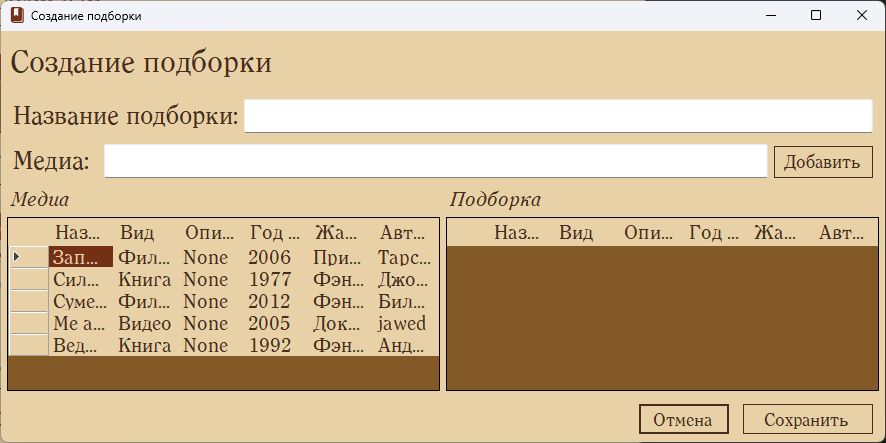 Создание подборки
Создание подборки
Название подборки:
Медиа: Добавить
Медиа Подборка
Наз... Вид Опи... Год ... Жа... Авт... Наз... Вид Опи... Год ... Жа... Авт...
Зап... Фил... None 2006 При... Тарс...
Сил... Книга None 1977 Фэн... Джо...
Суме... Фил... None 2012 Фэн... Бил...
Me a... Видео None 2005 Док... jawed
Вед... Книга None 1992 Фэн... Анд...
Отмена Сохранить